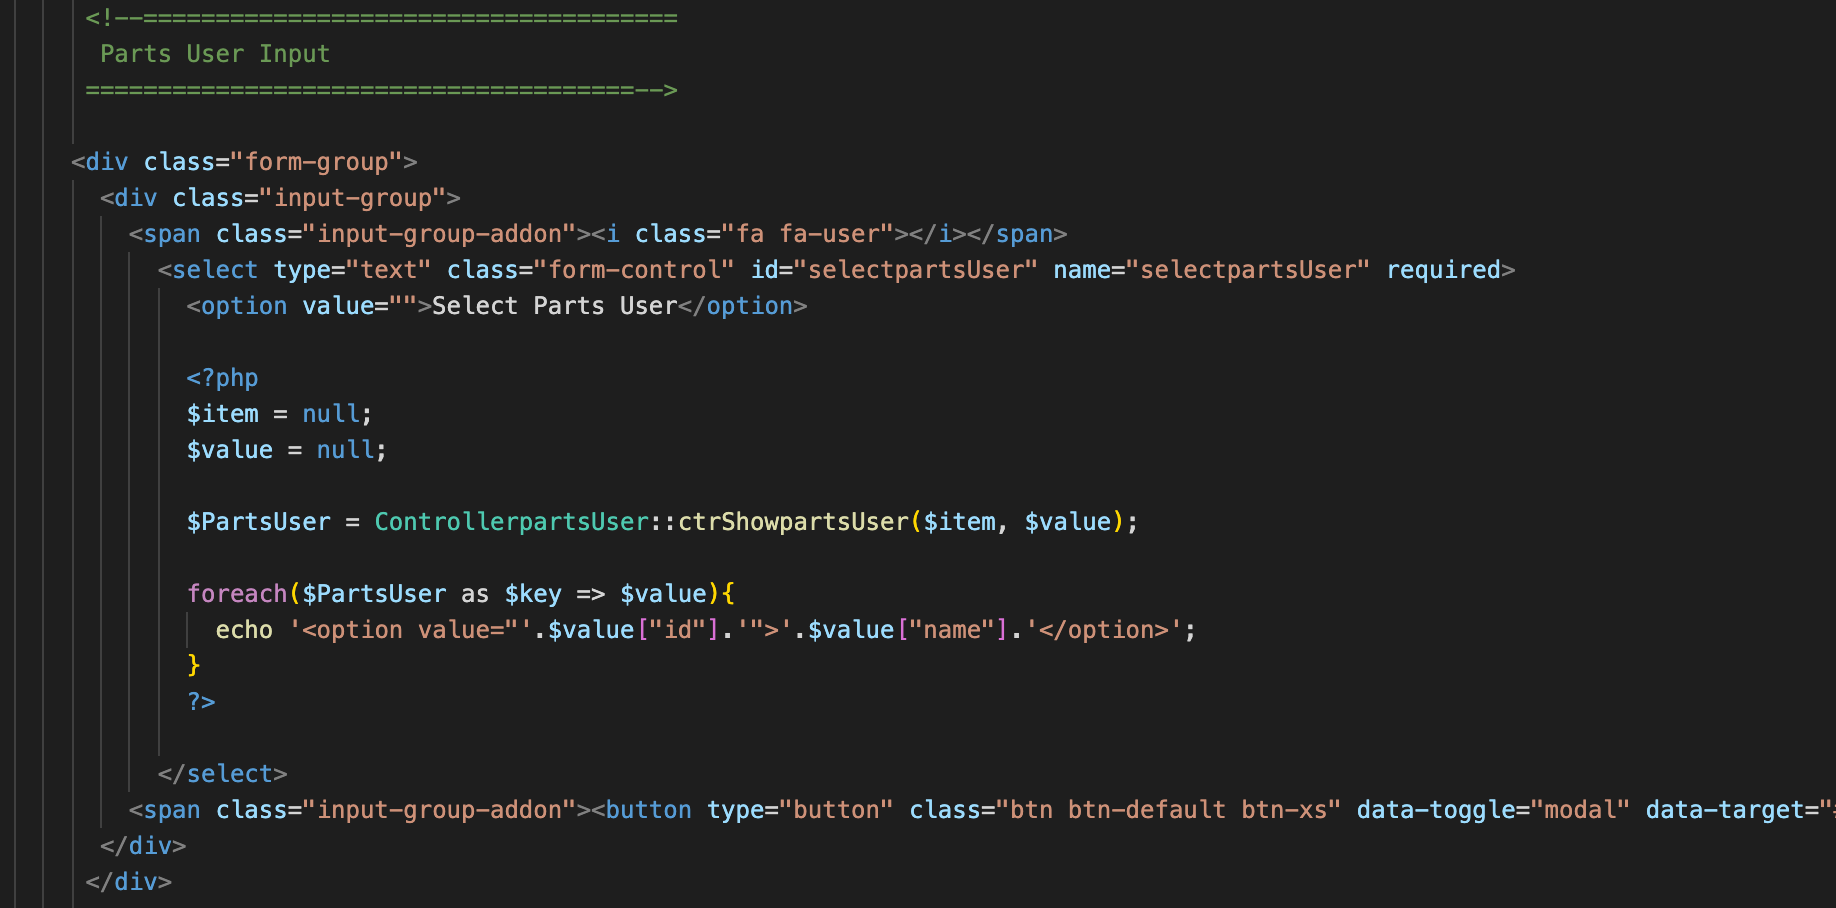 <!--=====================================
Parts User Input
======================================-->
<div class="form-group">
<div class="input-group">
<span class="input-group-addon"><i class="fa fa-user"></i></span>
<select type="text" class="form-control" id="selectpartsUser" name="selectpartsUser" required>
<option value="">Select Parts User</option>
<?php
$item = null;
$value = null;
$PartsUser = ControllerpartsUser::ctrShowpartsUser($item, $value);
foreach($PartsUser as $key => $value){
echo '<option value="'.$value["id"].'">'.$value["name"].'</option>';
}
?>
</select>
<span class="input-group-addon"><button type="button" class="btn btn-default btn-xs" data-toggle="modal" data-target="
</div>
</div>